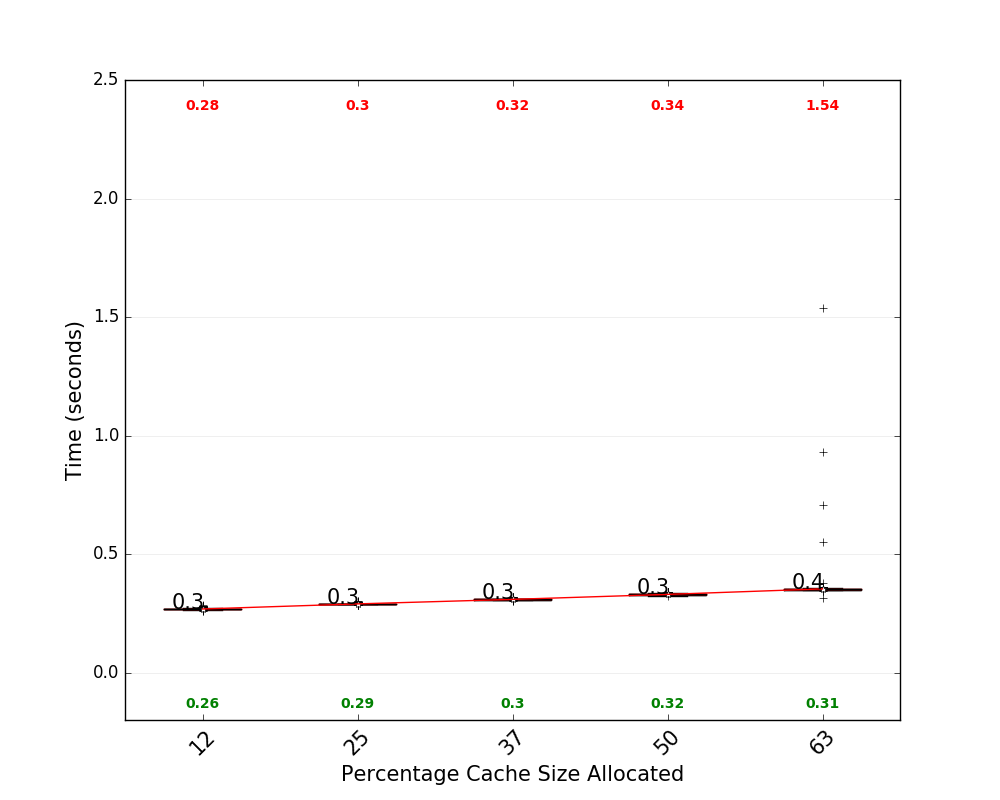 2.5
0.28 0.3 0.32 0.34 1.54
2.0
1.5
1.0
0.5
0.3 0.3 0.3 0.3 0.4
0.0
0.26 0.29 0.3 0.32 0.31
12 25 37 50 63
Percentage Cache Size Allocated
Time (seconds)